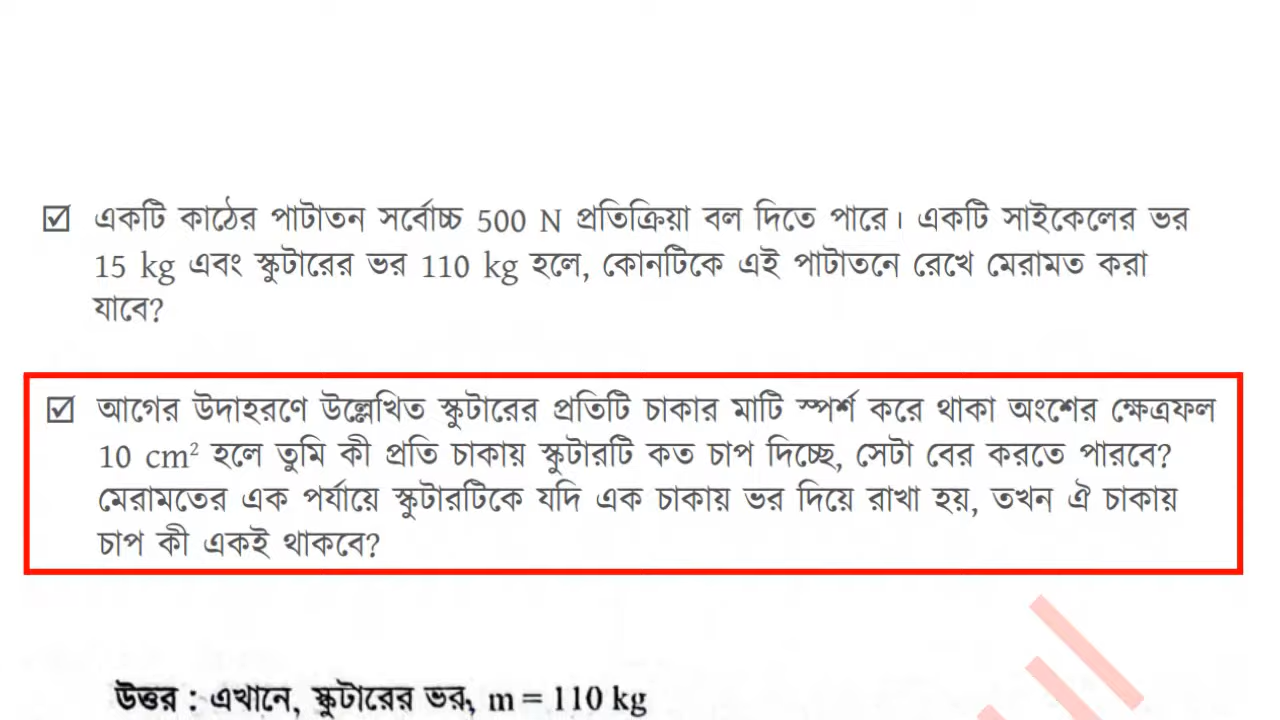 একটি কাঠের পাটাতন সর্বোচ্চ 500 N প্রতিক্রিয়া বল দিতে পারে। একটি সাইকেলের ভর
15 kg এবং স্কুটারের ভর 110 kg হলে, কোনটিকে এই পাটাতনে রেখে মেরামত করা
যাবে?
আগের উদাহরণে উল্লেখিত স্কুটারের প্রতিটি চাকার মাটি স্পর্শ করে থাকা অংশের ক্ষেত্রফল
10 cm² হলে তুমি কী প্রতি চাকায় স্কুটারটি কত চাপ দিচ্ছে, সেটা বের করতে পারবে?
মেরামতের এক পর্যায়ে স্কুটারটিকে যদি এক চাকায় ভর দিয়ে রাখা হয়, তখন ঐ চাকায়
চাপ কী একই থাকবে?
উত্তর : এখানে, স্কুটারের ভর, m = 110 kg